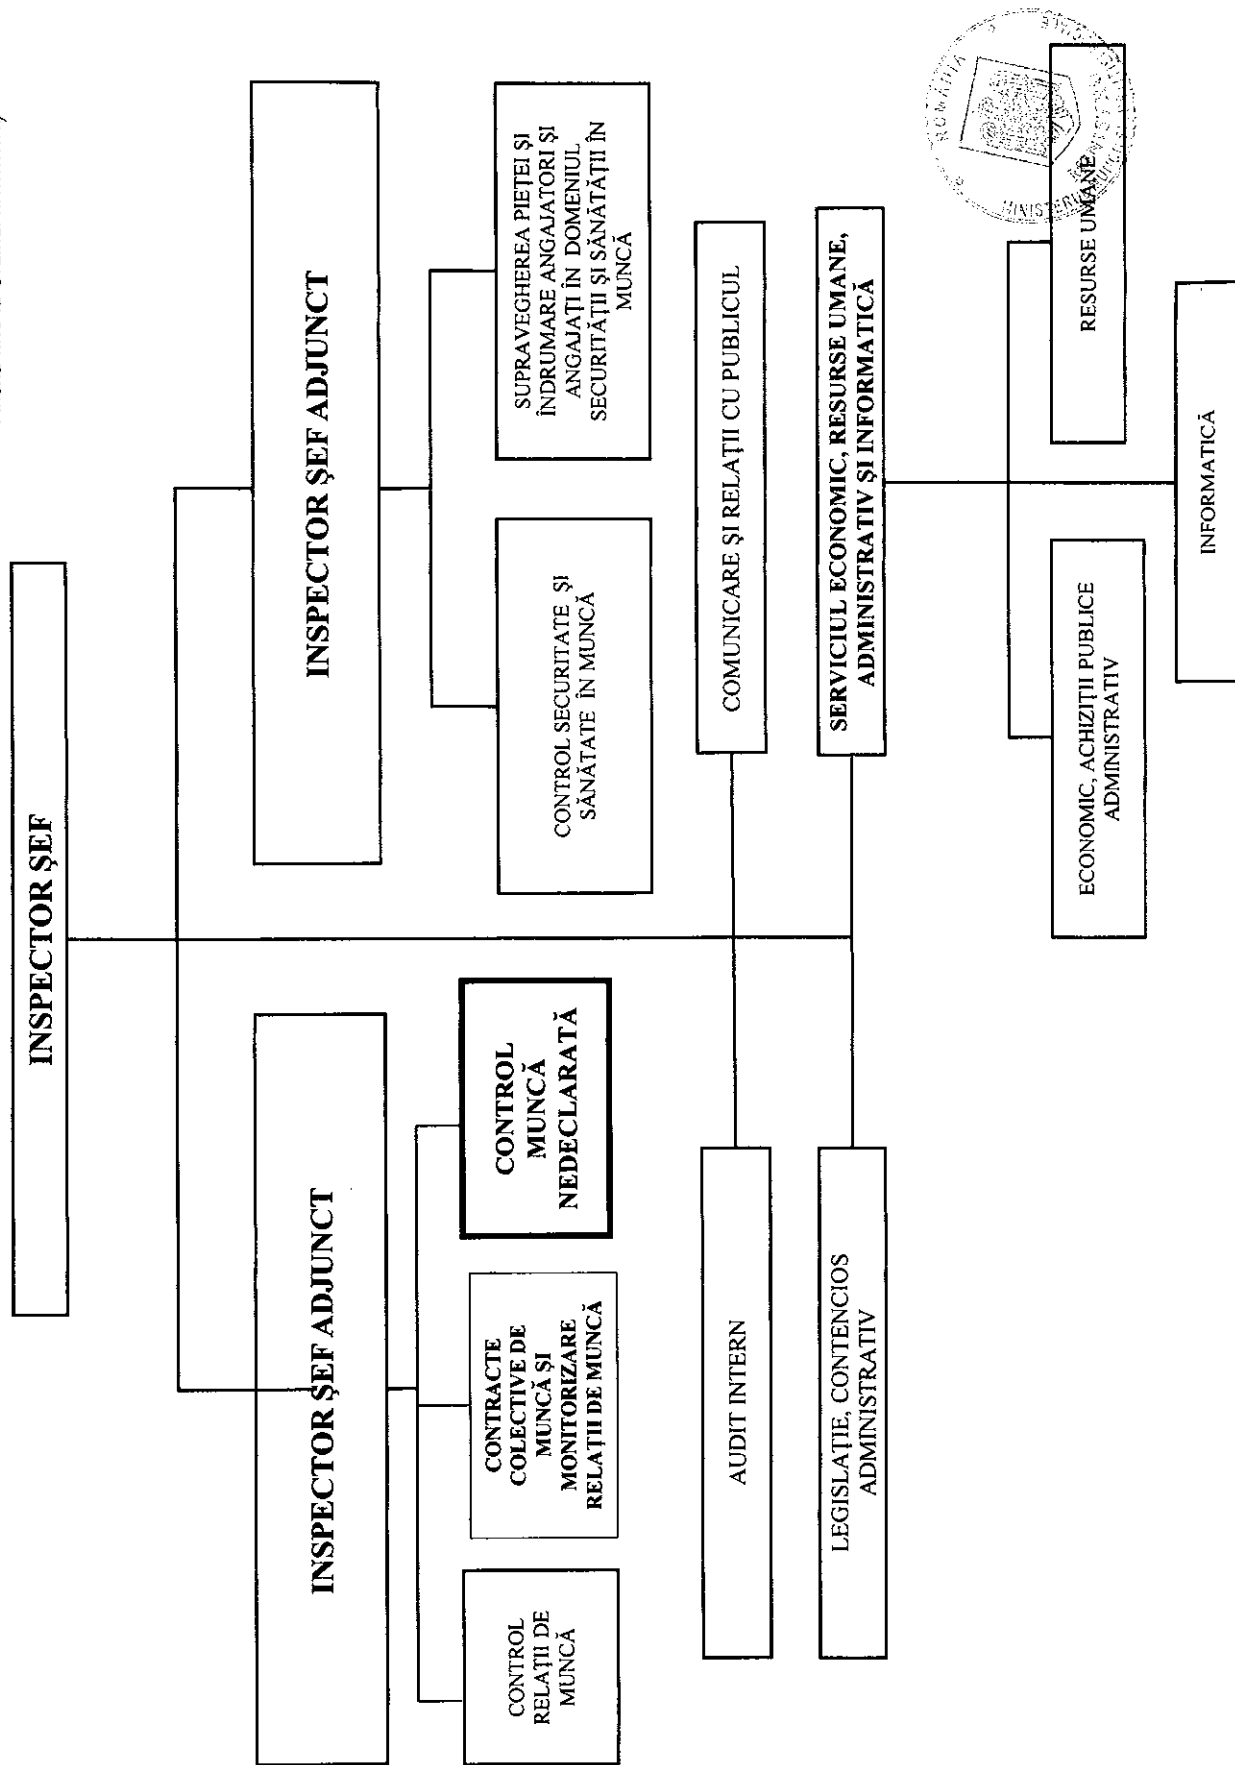 INSPECTOR ŞEF
INSPECTOR ŞEF ADJUNCT
INSPECTOR ŞEF ADJUNCT
CONTROL
RELAŢII DE
MUNCĂ
CONTRACTE
COLECTIVE DE
MUNCĂ ŞI
MONITORIZARE
RELAŢII DE MUNCĂ
CONTROL
MUNCĂ
NEDECLARATĂ
CONTROL SECURITATE ŞI
SĂNĂTATE ÎN MUNCĂ
SUPRAVEGHEREA PIEŢEI ŞI
ÎNDRUMARE ANGAJATORI ŞI
ANGAJAŢI ÎN DOMENIUL
SECURITĂŢII ŞI SĂNĂTĂŢII ÎN
MUNCĂ
AUDIT INTERN
COMUNICARE ŞI RELAŢII CU PUBLICUL
LEGISLAŢIE, CONTENCIOS
ADMINISTRATIV
SERVICIUL ECONOMIC, RESURSE UMANE,
ADMINISTRATIV ŞI INFORMATICĂ
ECONOMIC, ACHIZIŢII PUBLICE
ADMINISTRATIV
RESURSE UMANE
INFORMATICĂ
ROMÂNIA